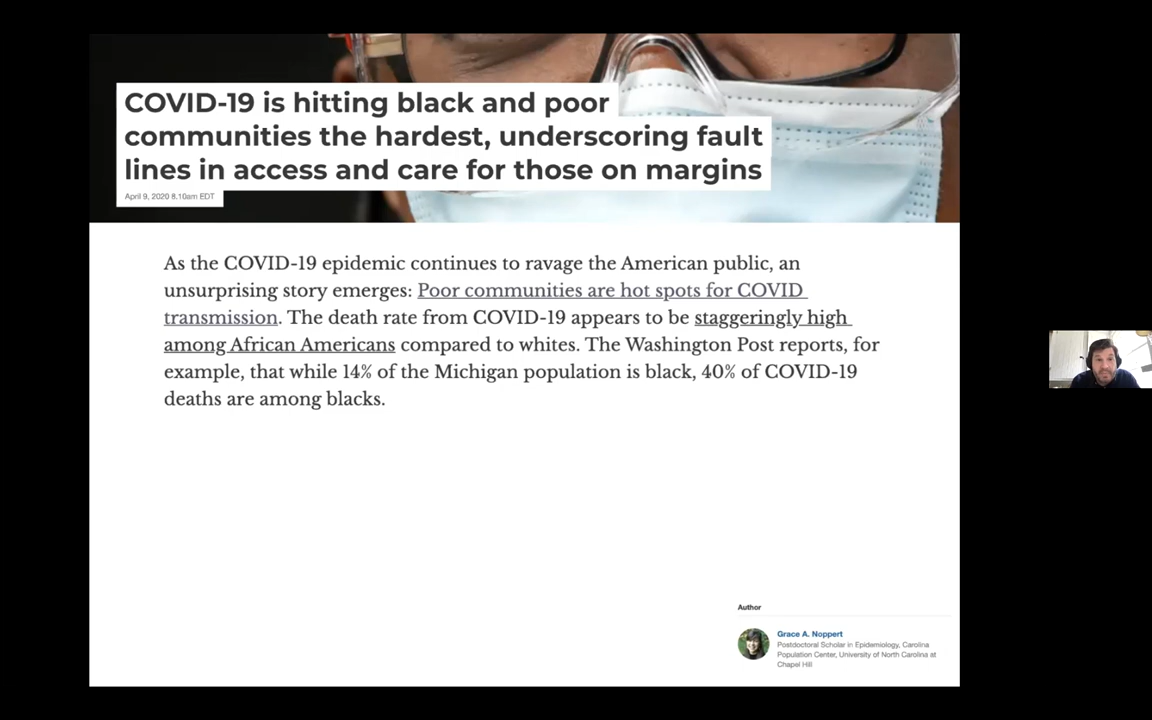 COVID-19 is hitting black and poor
communities the hardest, underscoring fault
lines in access and care for those on margins
April 9, 2020 8.10am EDT
As the COVID-19 epidemic continues to ravage the American public, an
unsurprising story emerges: Poor communities are hot spots for COVID
transmission. The death rate from COVID-19 appears to be staggeringly high
among African Americans compared to whites. The Washington Post reports, for
example, that while 14% of the Michigan population is black, 40% of COVID-19
deaths are among blacks.
Author
Grace A. Noppert
Postdoctoral Scholar in Epidemiology, Carolina
Population Center, University of North Carolina at
Chapel Hill